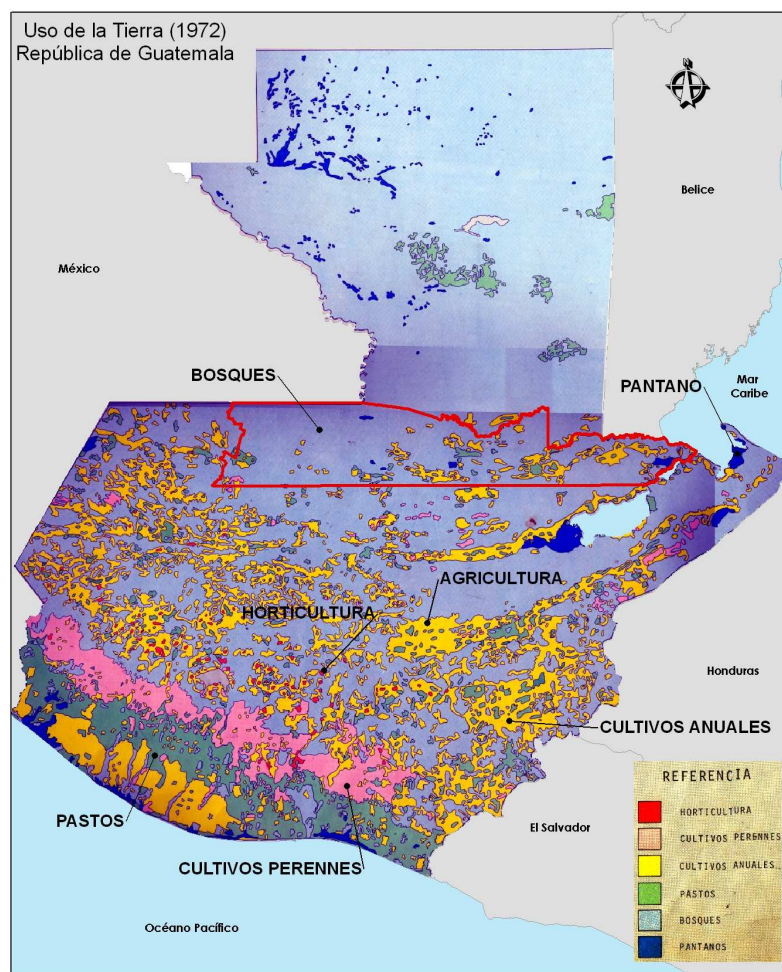 Uso de la Tierra (1972)
República de Guatemala
Belice
México
BOSQUES
PANTANO
Mar
Caribe
AGRICULTURA
HORTICULTURA
Honduras
CULTIVOS ANUALES
PASTOS
El Salvador
CULTIVOS PERENNES
Océano Pacífico
REFERENCIA
HORTICULTURA
CULTIVOS PERENNES
CULTIVOS ANUALES
PASTOS
BOSQUES
PANTANOS